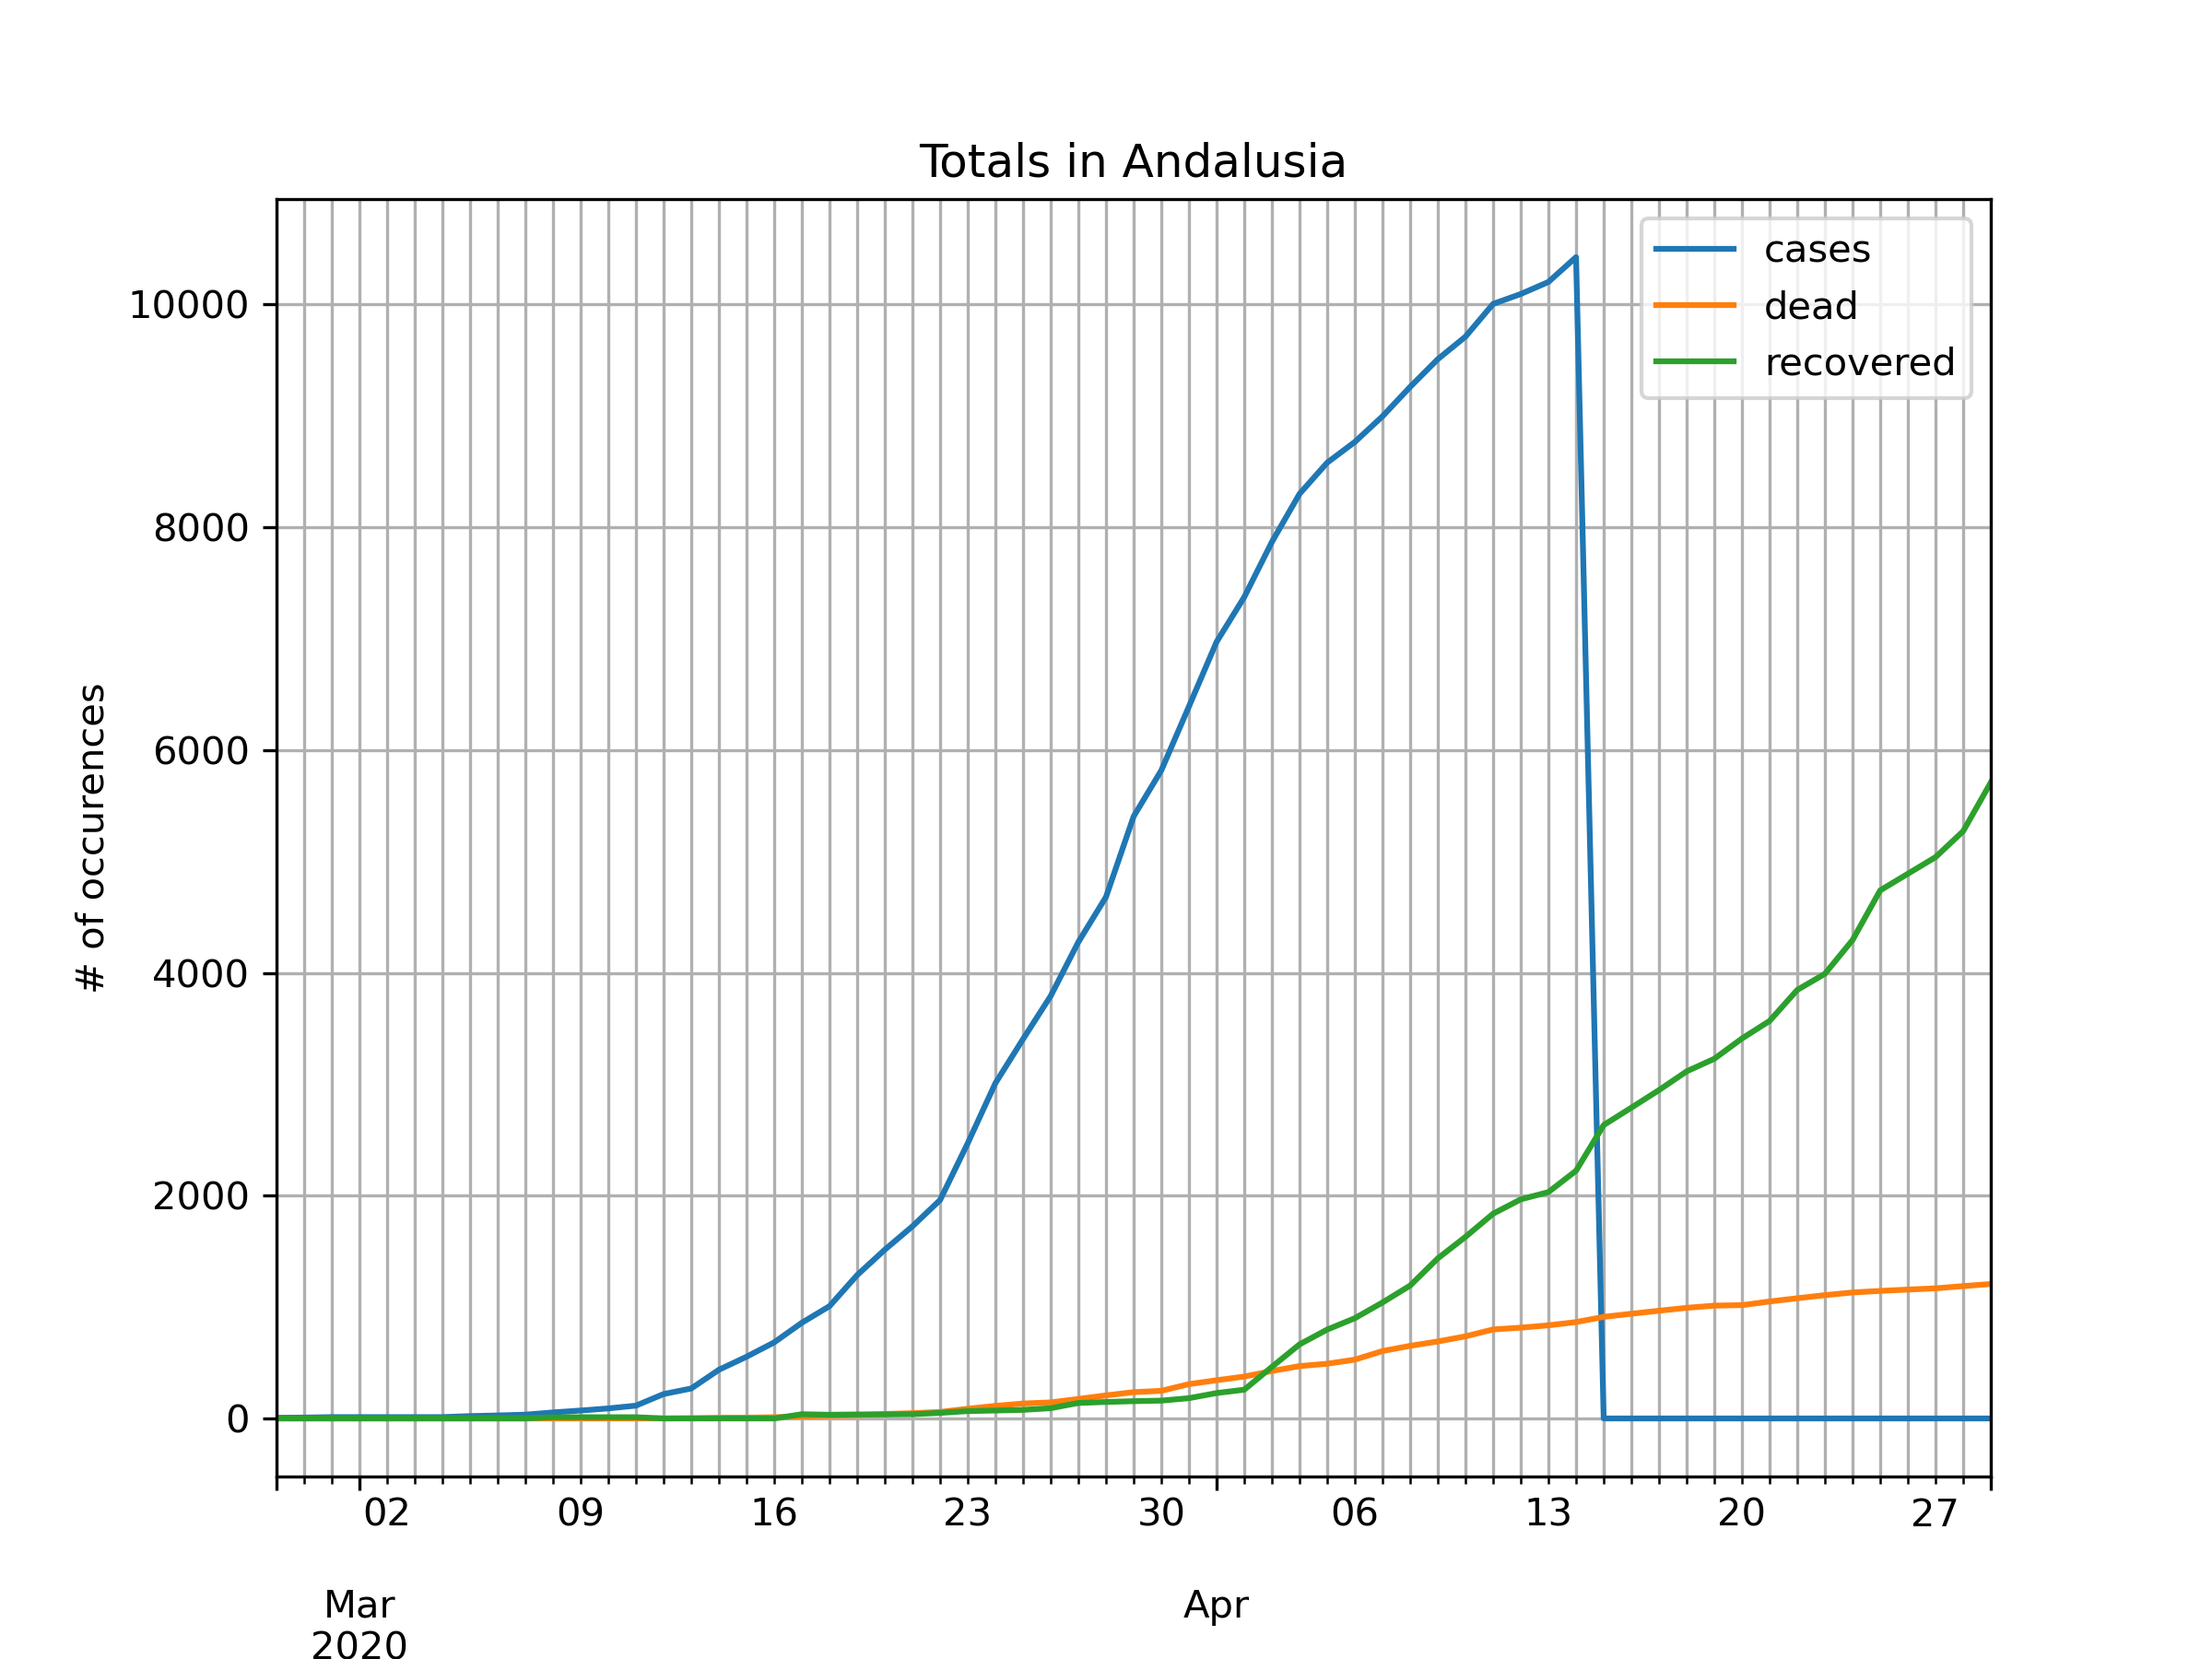 Totals in Andalusia
cases
dead
recovered
10000
8000
6000
4000
2000
0
# of occurences
02 09 16 23 30 06 13 20 27
Mar Apr
2020